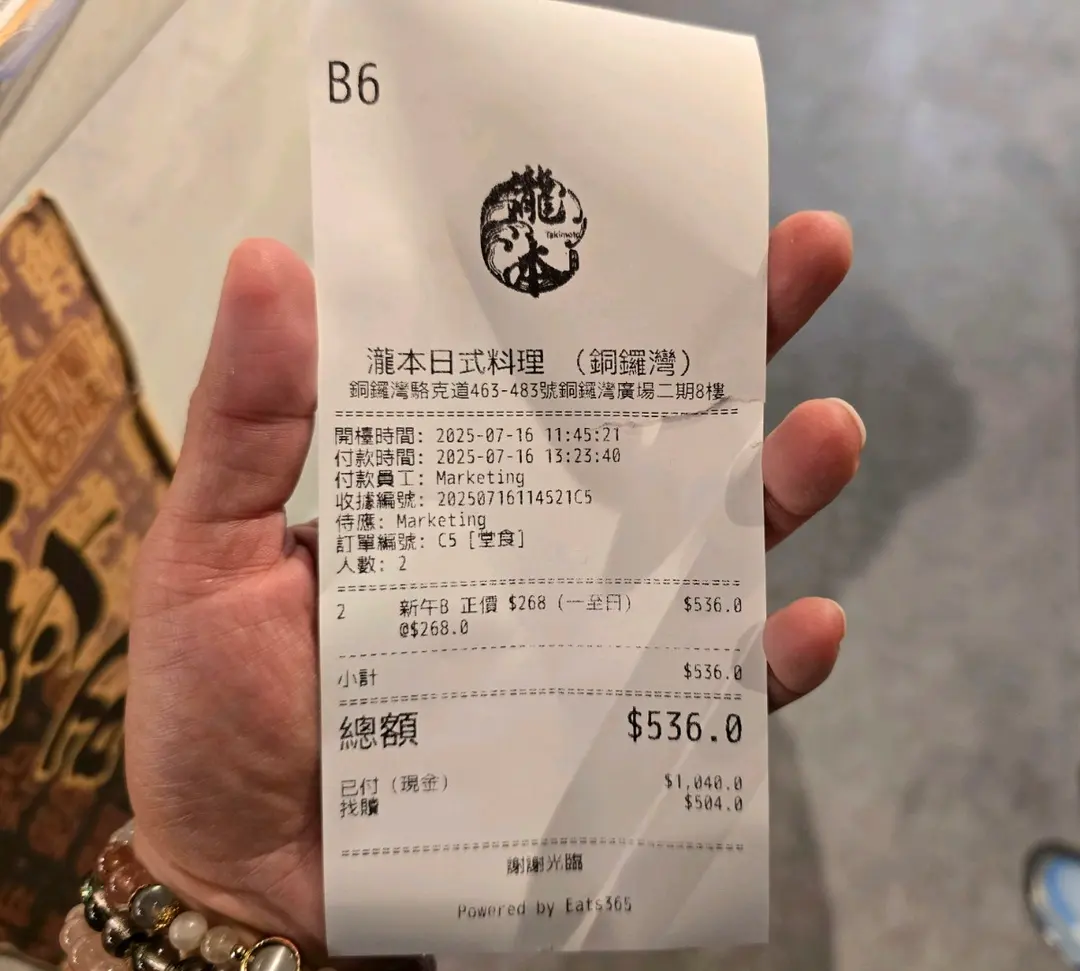 B6
瀧
Takimoto
本
瀧本日式料理 (銅鑼灣)
銅鑼灣駱克道463-483號銅鑼灣廣場二期8樓
開檯時間: 2025-07-16 11:45:21
付款時間: 2025-07-16 13:23:40
付款員工: Marketing
收據編號: 20250716114521C5
侍應: Marketing
訂單編號: C5 [堂食]
人數: 2
2 新午B 正價 $268 (一至日) $536.0
@$268.0
小計 $536.0
總額 $536.0
已付 (現金) $1,040.0
找贖 $504.0
謝謝光臨
Powered by Eats365